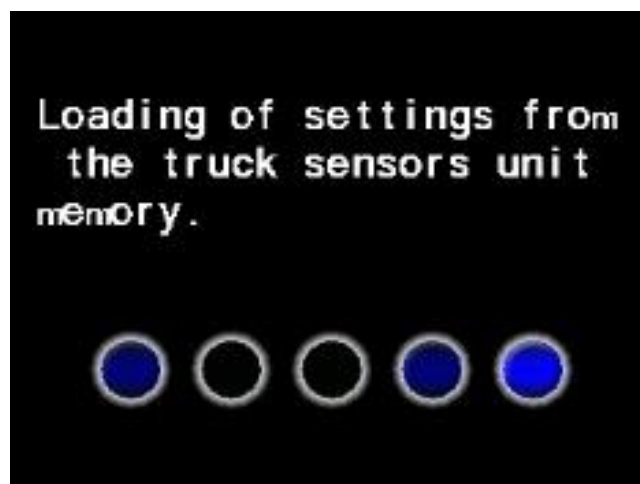 Loading of settings from
the truck sensors unit
memory.